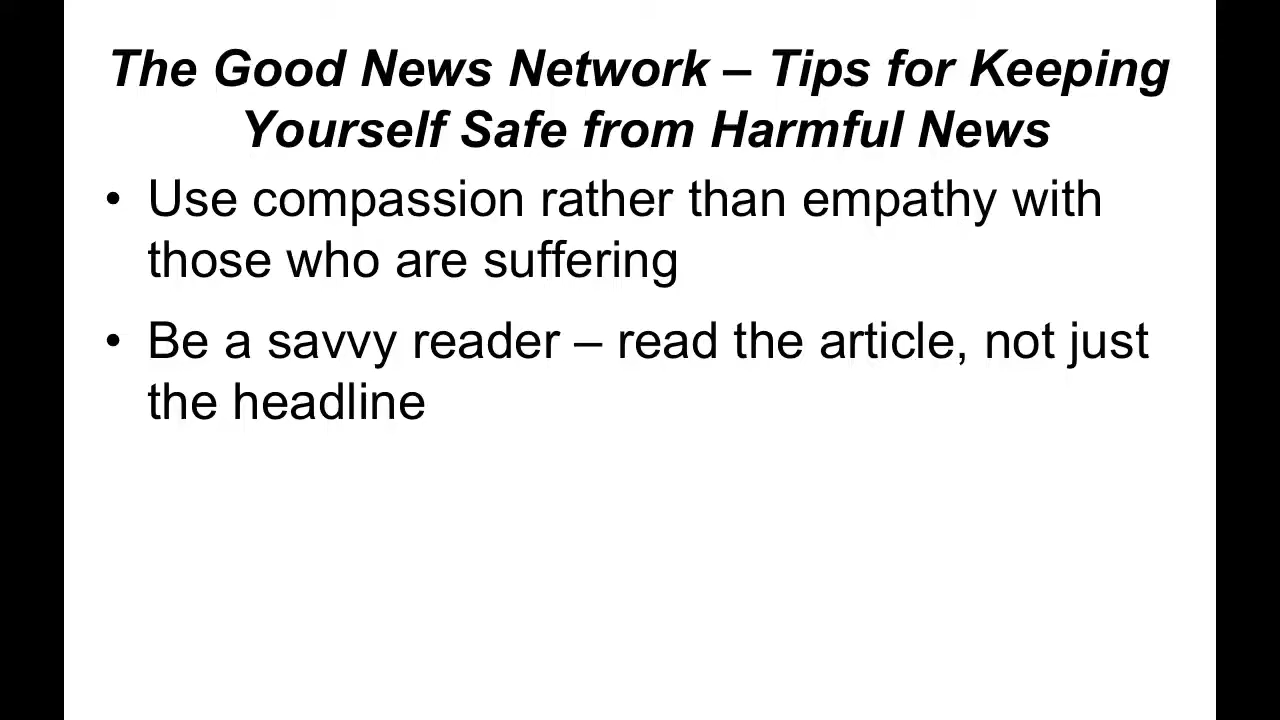 The Good News Network – Tips for Keeping
Yourself Safe from Harmful News
• Use compassion rather than empathy with
those who are suffering
• Be a savvy reader – read the article, not just
the headline